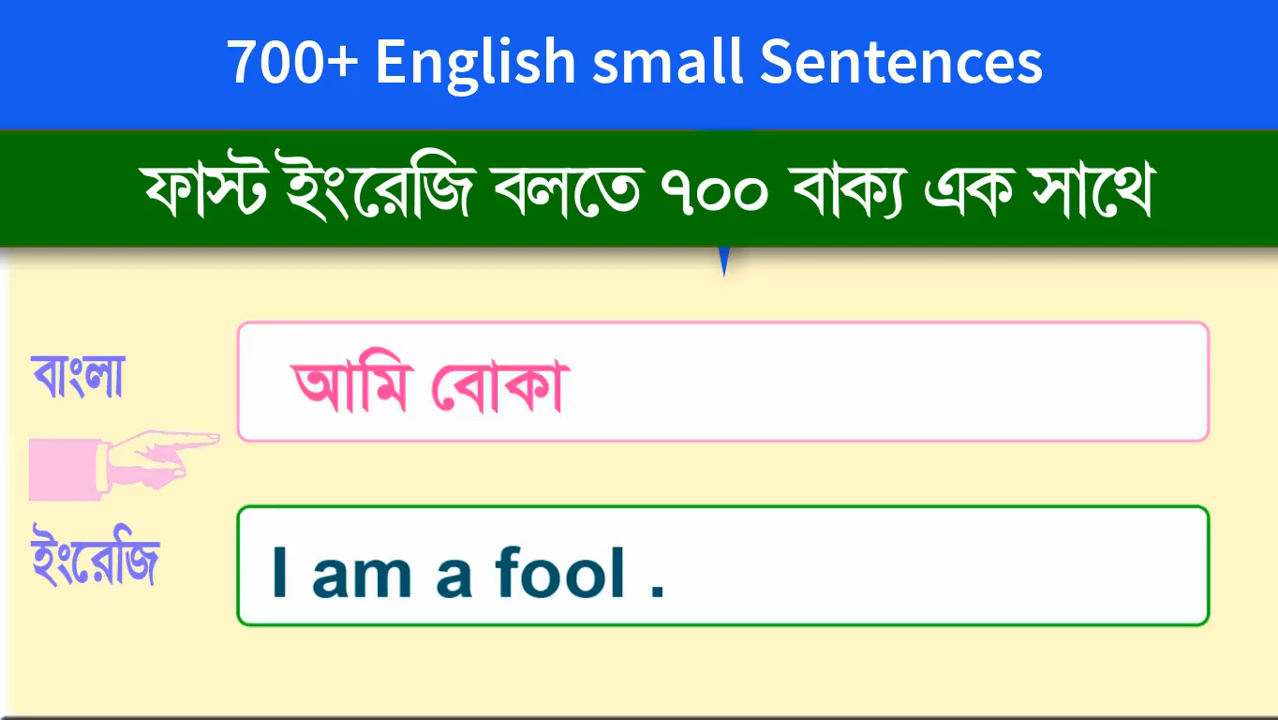 700+ English small Sentences
ফাস্ট ইংরেজি বলতে ৭০০ বাক্য এক সাথে
বাংলা
আমি বোকা
ইংরেজি
I am a fool .